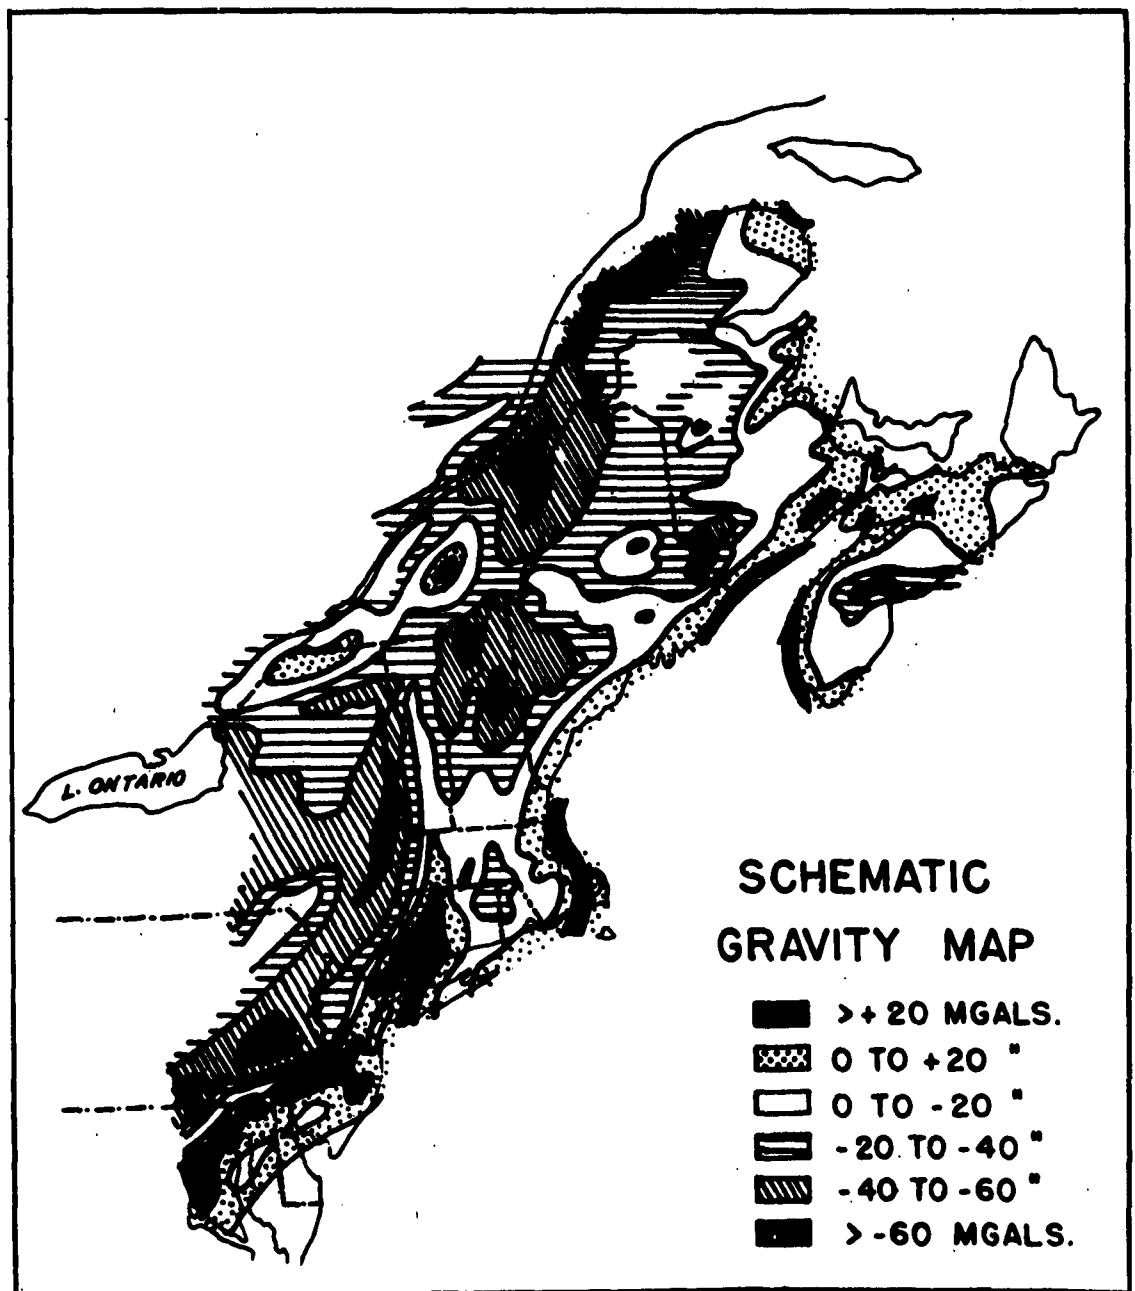 L. ONTARIO
SCHEMATIC
GRAVITY MAP
>+20 MGALS.
0 TO +20 "
0 TO -20 "
-20 TO -40 "
-40 TO -60 "
> -60 MGALS.